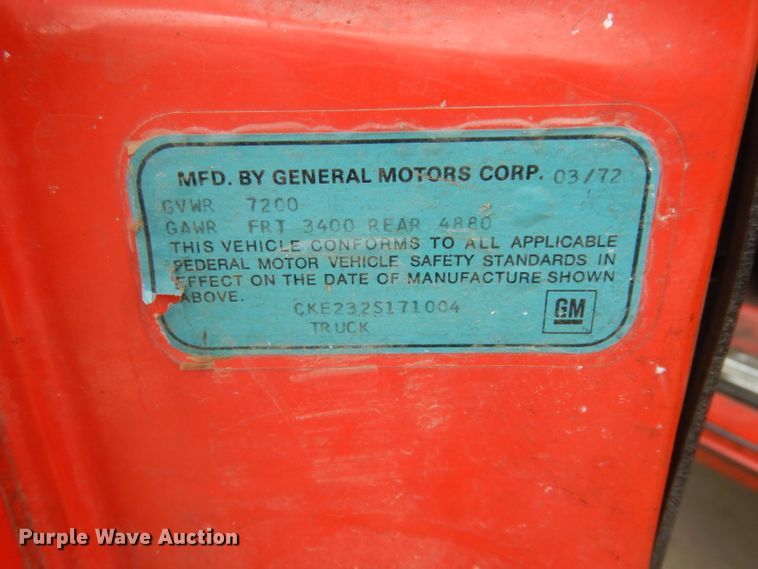 MFD. BY GENERAL MOTORS CORP. 03/72
GVWR 7200
GAWR FRT 3400 REAR 4880
THIS VEHICLE CONFORMS TO ALL APPLICABLE
FEDERAL MOTOR VEHICLE SAFETY STANDARDS IN
EFFECT ON THE DATE OF MANUFACTURE SHOWN
ABOVE.
CKE232S171004
TRUCK
GM
Purple Wave Auction